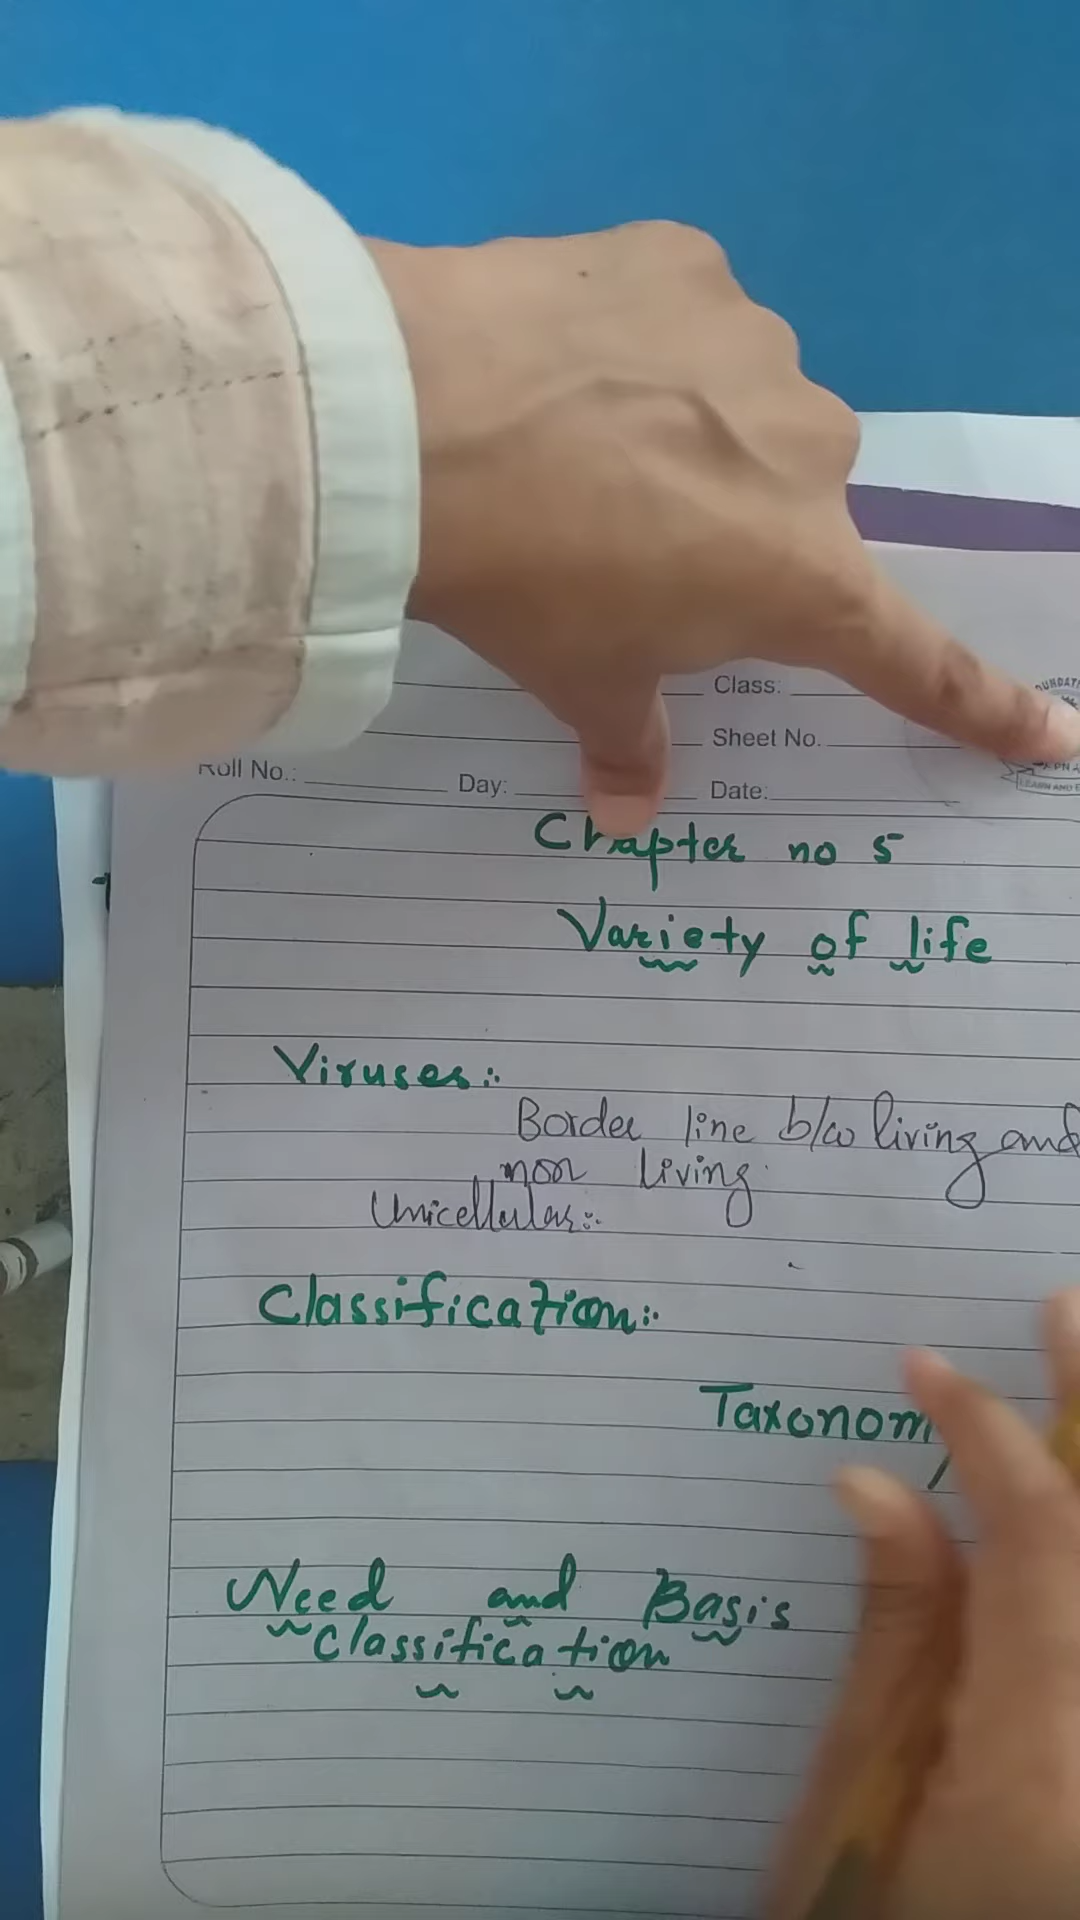 Class:
Sheet No.
Roll No.: Day: Date:
Chapter no 5
Variety of life
Viruses:
Border line b/w living and
non living.
Unicellular:
Classification:
Taxonomy
Need and Basis
Classification